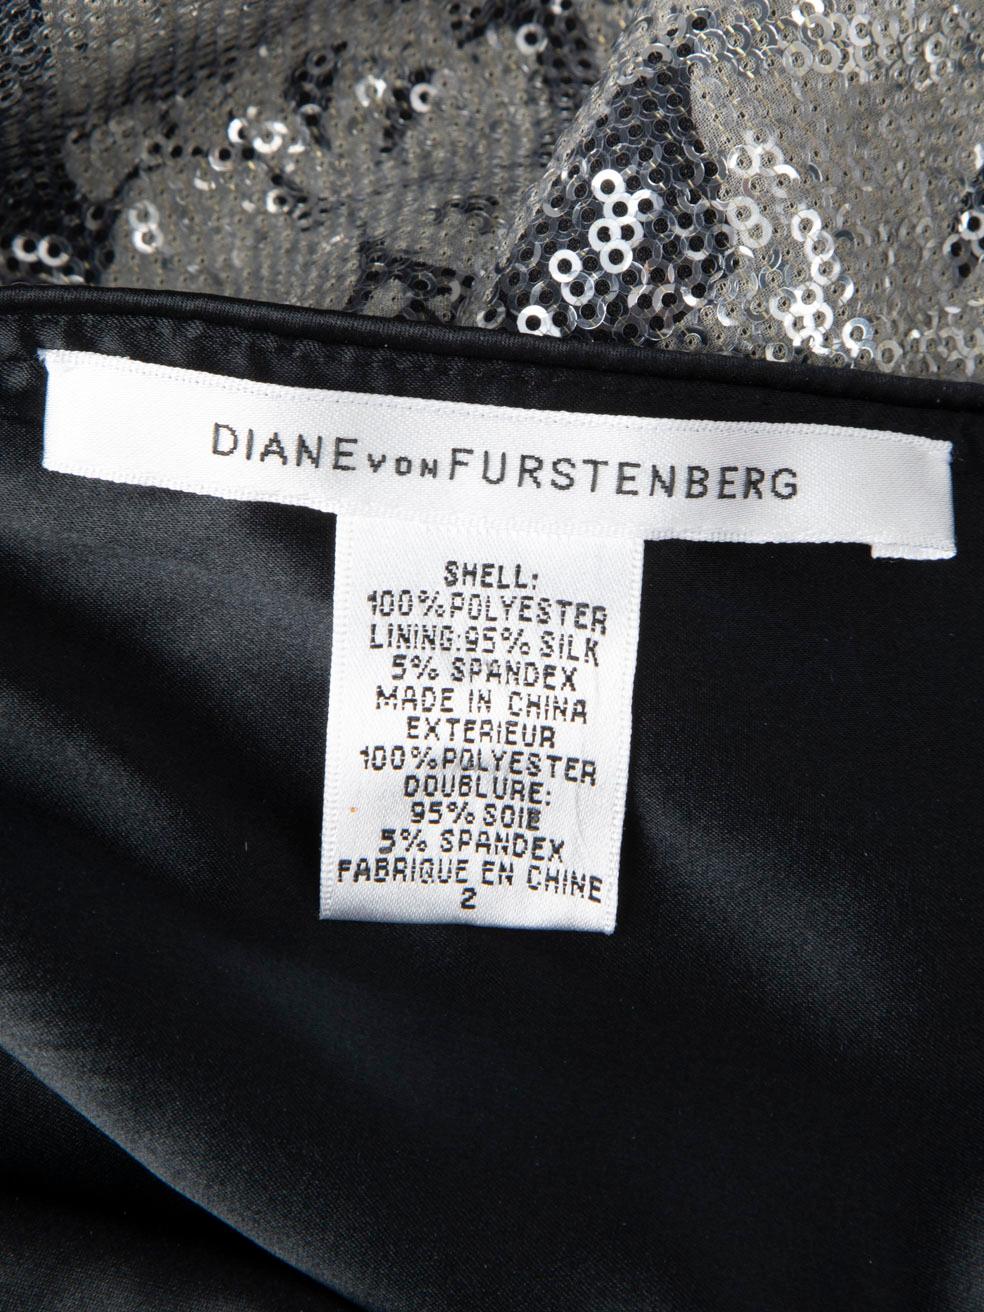 DIANE VON FURSTENBERG
SHELL:
100%POLYESTER
LINING:95% SILK
5% SPANDEX
MADE IN CHINA
EXTERIEUR
100%POLYESTER
DOUBLURE:
95% SOIE
5% SPANDEX
FABRIQUE EN CHINE
2